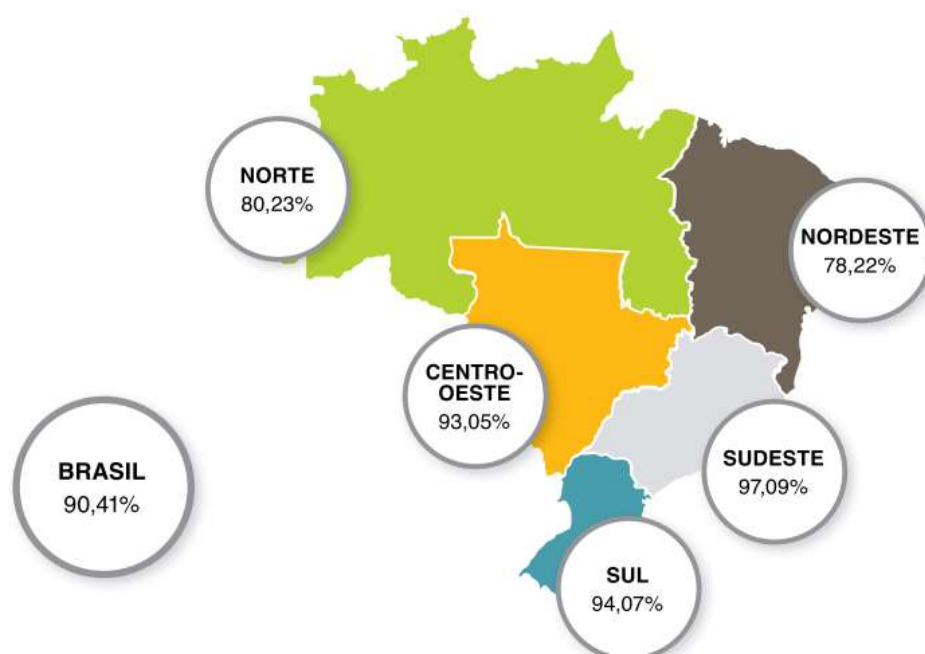 NORTE
80,23%
NORDESTE
78,22%
CENTRO-
OESTE
93,05%
BRASIL
90,41%
SUDESTE
97,09%
SUL
94,07%